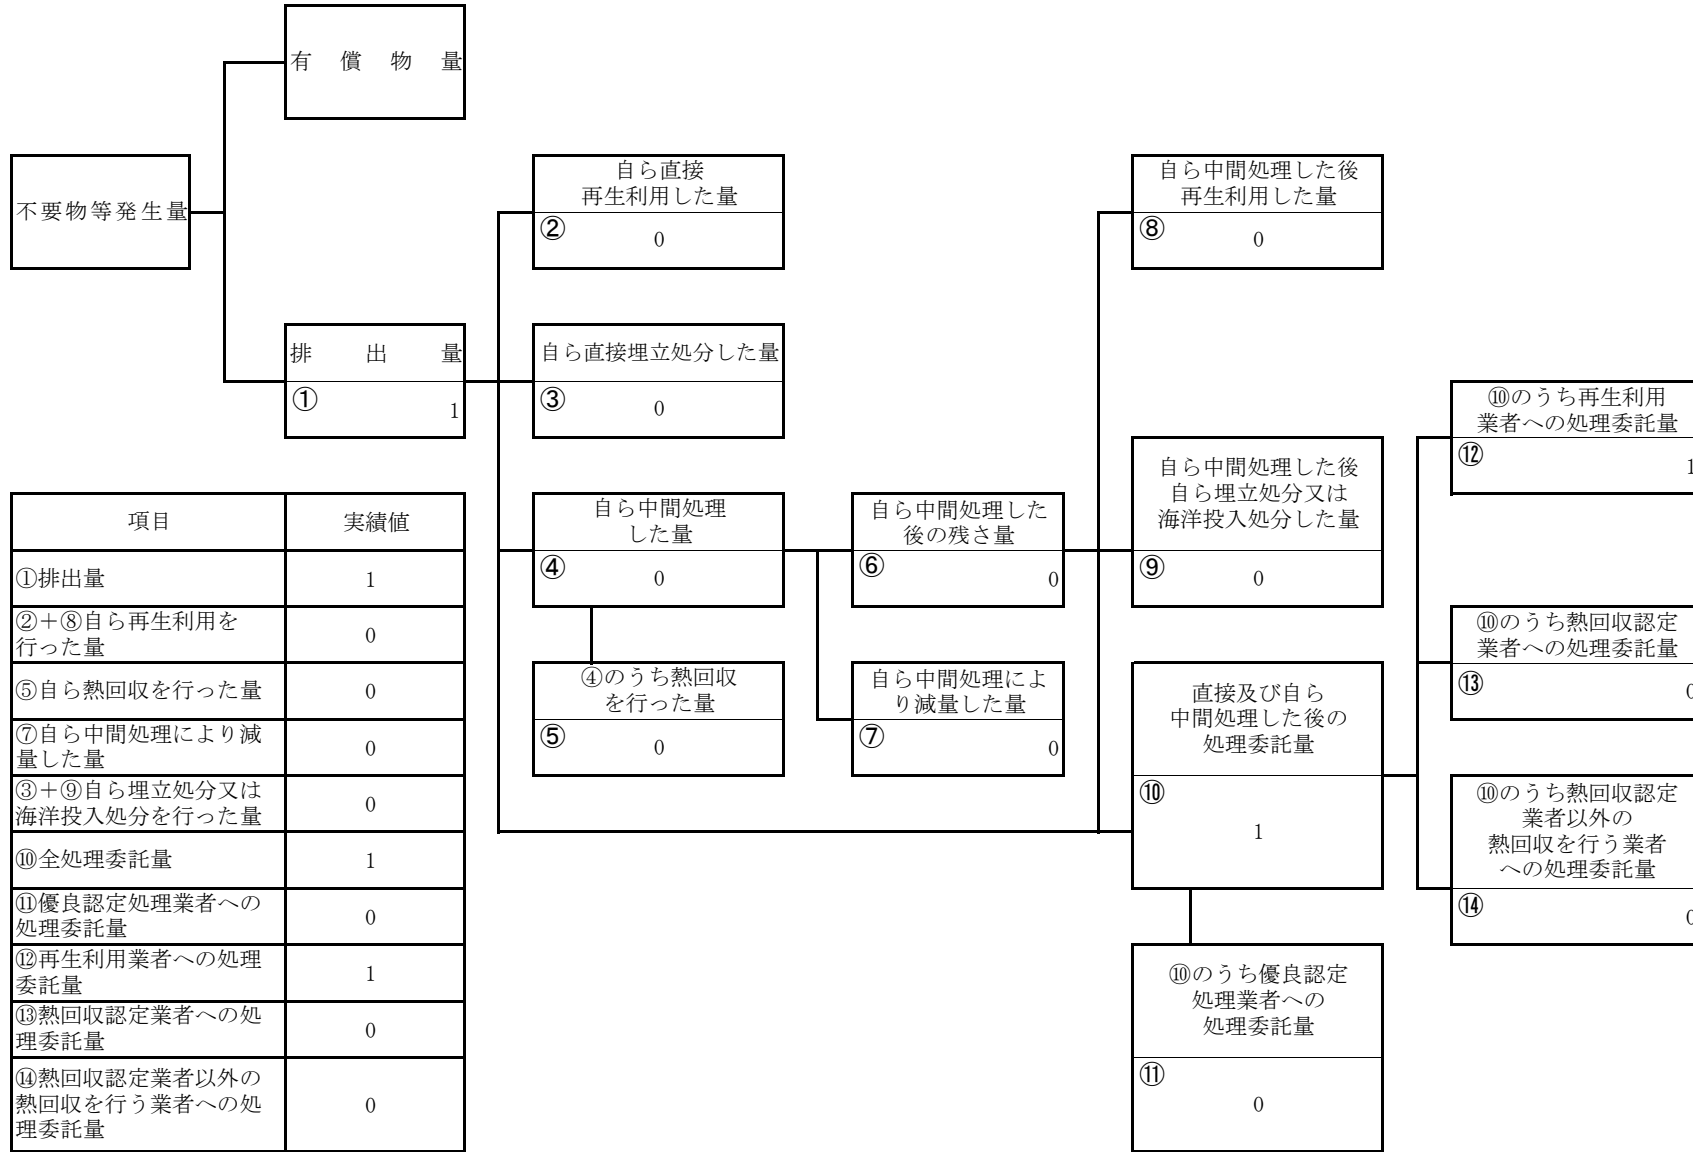 有償物量
不要物等発生量
排出量
①
1
自ら直接
再生利用した量
②
0
自ら直接埋立処分した量
③
0
自ら中間処理
した量
④
0
④のうち熱回収
を行った量
⑤
0
自ら中間処理した
後の残さ量
⑥
0
自ら中間処理によ
り減量した量
⑦
0
自ら中間処理した後
再生利用した量
⑧
0
自ら中間処理した後
自ら埋立処分又は
海洋投入処分した量
⑨
0
直接及び自ら
中間処理した後の
処理委託量
⑩
1
⑩のうち優良認定
処理業者への
処理委託量
⑪
0
⑩のうち再生利用
業者への処理委託量
⑫
1
⑩のうち熱回収認定
業者への処理委託量
⑬
0
⑩のうち熱回収認定
業者以外の
熱回収を行う業者
への処理委託量
⑭
0
項目 実績値
①排出量 1
②＋⑧自ら再生利用を
行った量 0
⑤自ら熱回収を行った量 0
⑦自ら中間処理により減
量した量 0
③＋⑨自ら埋立処分又は
海洋投入処分を行った量 0
⑩全処理委託量 1
⑪優良認定処理業者への
処理委託量 0
⑫再生利用業者への処理
委託量 1
⑬熱回収認定業者への処
理委託量 0
⑭熱回収認定業者以外の
熱回収を行う業者への処
理委託量 0